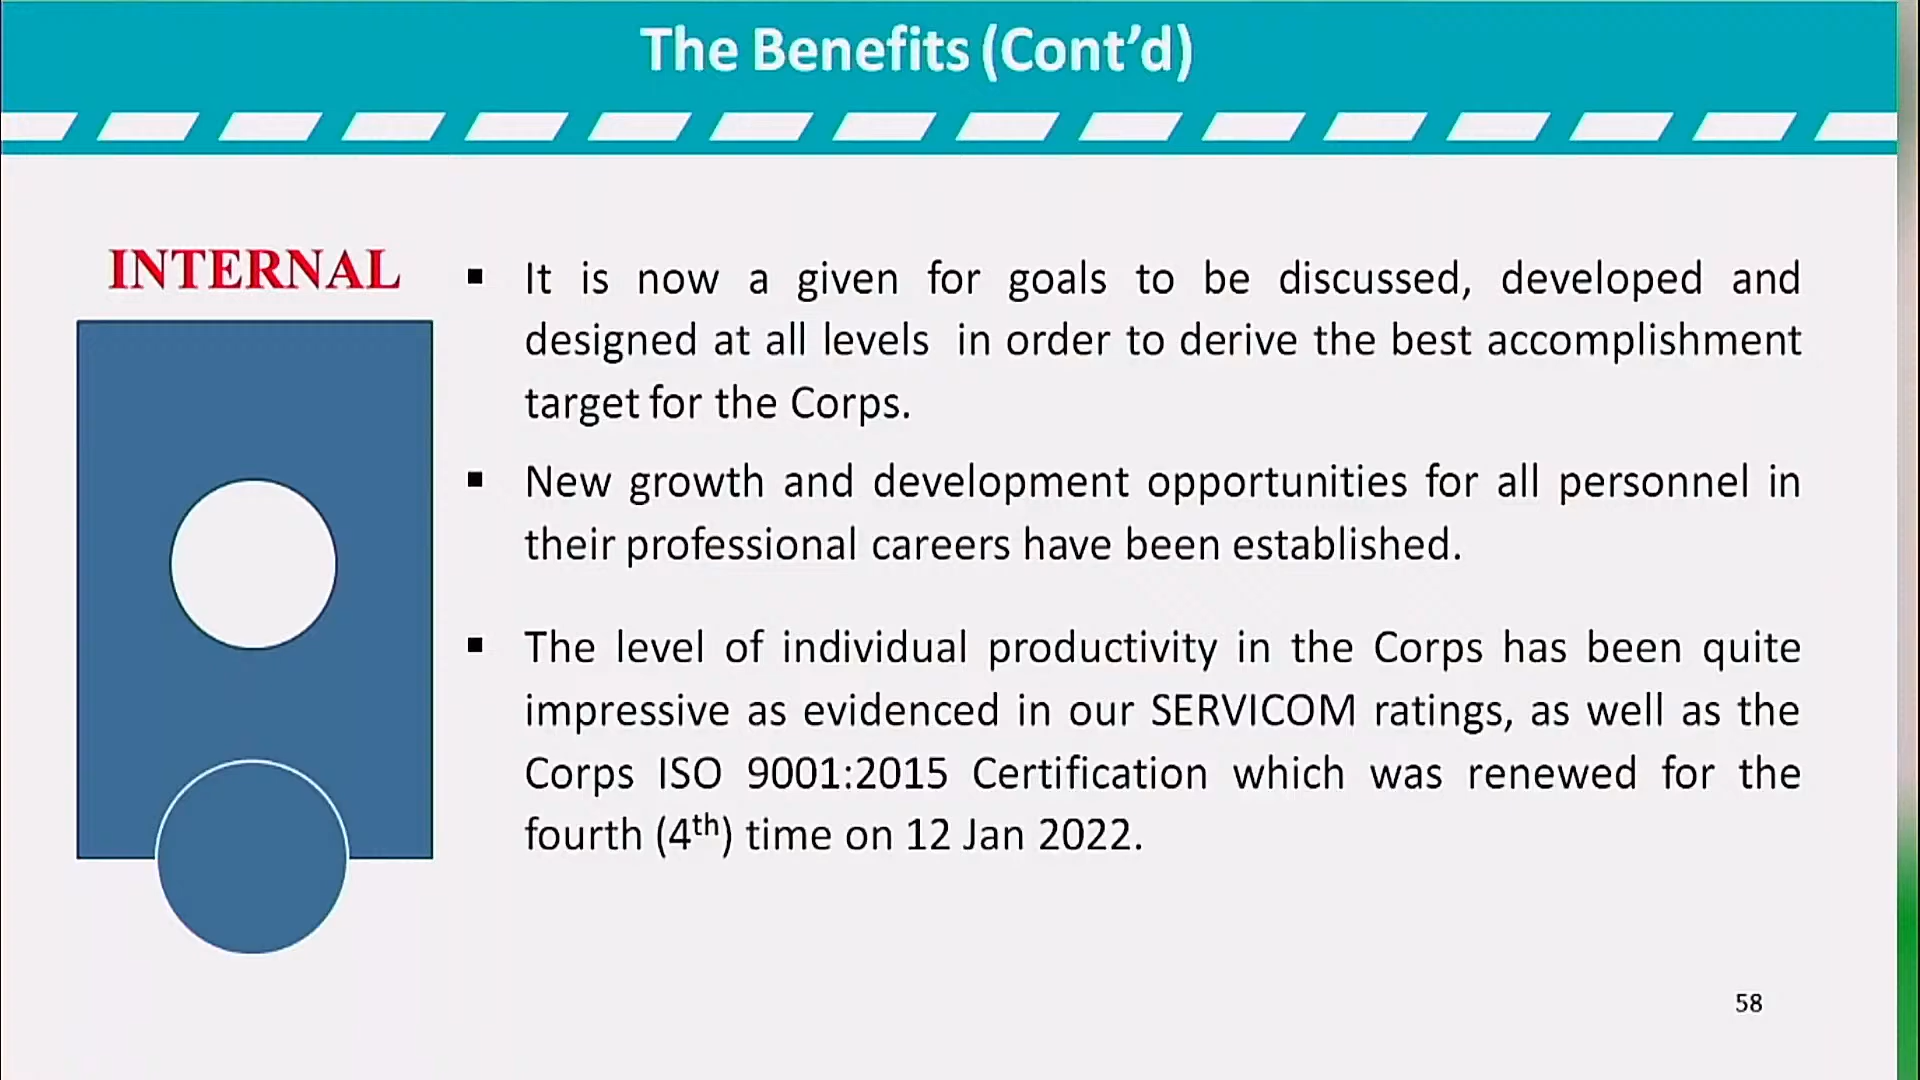 The Benefits (Cont’d)
INTERNAL
▪ It is now a given for goals to be discussed, developed and
designed at all levels in order to derive the best accomplishment
target for the Corps.
▪ New growth and development opportunities for all personnel in
their professional careers have been established.
▪ The level of individual productivity in the Corps has been quite
impressive as evidenced in our SERVICOM ratings, as well as the
Corps ISO 9001:2015 Certification which was renewed for the
fourth (4th) time on 12 Jan 2022.
58